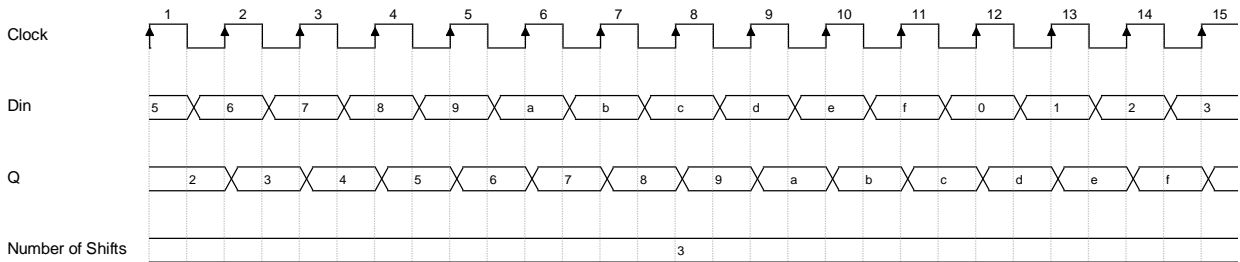 1 2 3 4 5 6 7 8 9 10 11 12 13 14 15
Clock
Din 5 6 7 8 9 a b c d e f 0 1 2 3
Q 2 3 4 5 6 7 8 9 a b c d e f
Number of Shifts 3